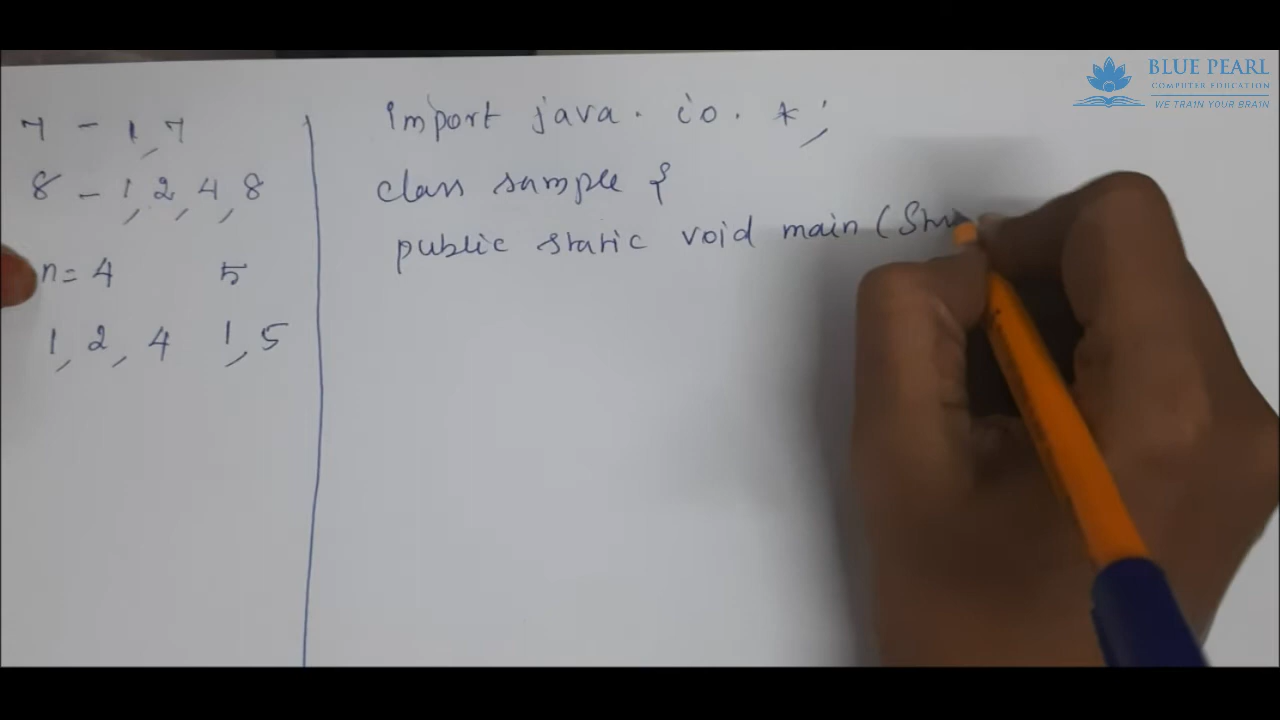 7 - 1, 7
8 - 1, 2, 4, 8
n = 4 5
1, 2, 4 1, 5
import java. io. *;
class sample {
public static void main (
BLUE PEARL
COMPUTER EDUCATION
WE TRAIN YOUR BRAIN